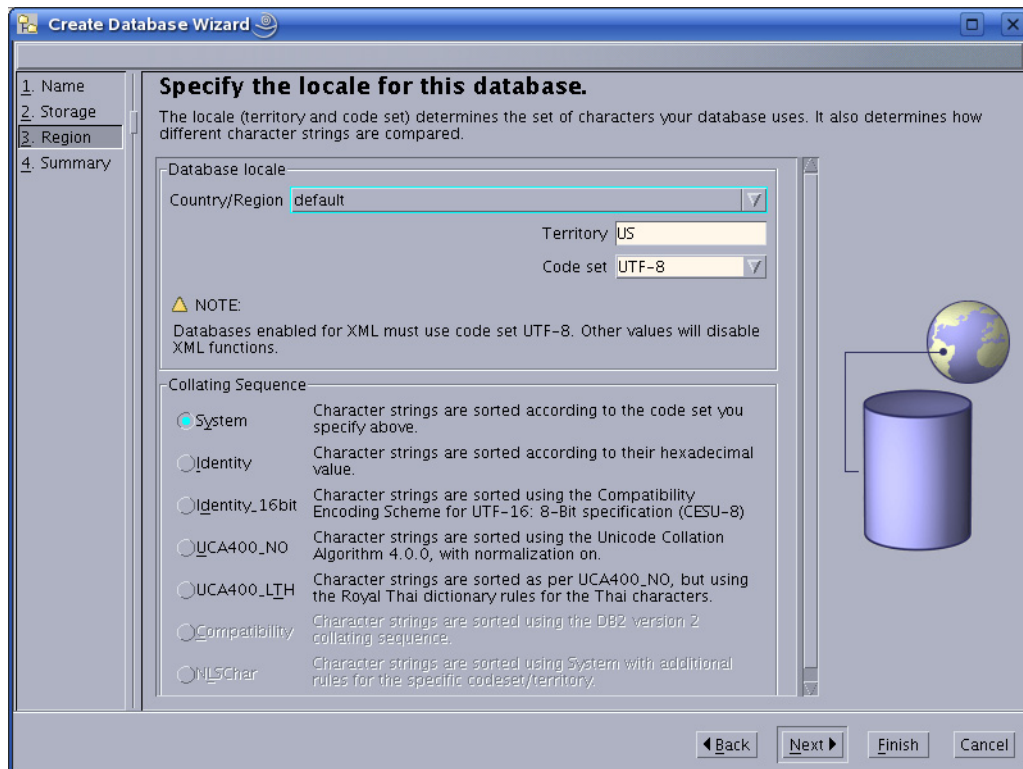 Create Database Wizard
1. Name
2. Storage
3. Region
4. Summary
Specify the locale for this database.
The locale (territory and code set) determines the set of characters your database uses. It also determines how
different character strings are compared.
Database locale
Country/Region default
Territory US
Code set UTF-8
NOTE:
Databases enabled for XML must use code set UTF-8. Other values will disable
XML functions.
Collating Sequence
System Character strings are sorted according to the code set you
specify above.
Identity Character strings are sorted according to their hexadecimal
value.
Identity_16bit Character strings are sorted using the Compatibility
Encoding Scheme for UTF-16: 8-Bit specification (CESU-8)
UCA400_NO Character strings are sorted using the Unicode Collation
Algorithm 4.0.0, with normalization on.
UCA400_LTH Character strings are sorted as per UCA400_NO, but using
the Royal Thai dictionary rules for the Thai characters.
Compatibility Character strings are sorted using the DB2 version 2
collating sequence.
NLSChar Character strings are sorted using System with additional
rules for the specific codeset/territory.
Back Next Finish Cancel